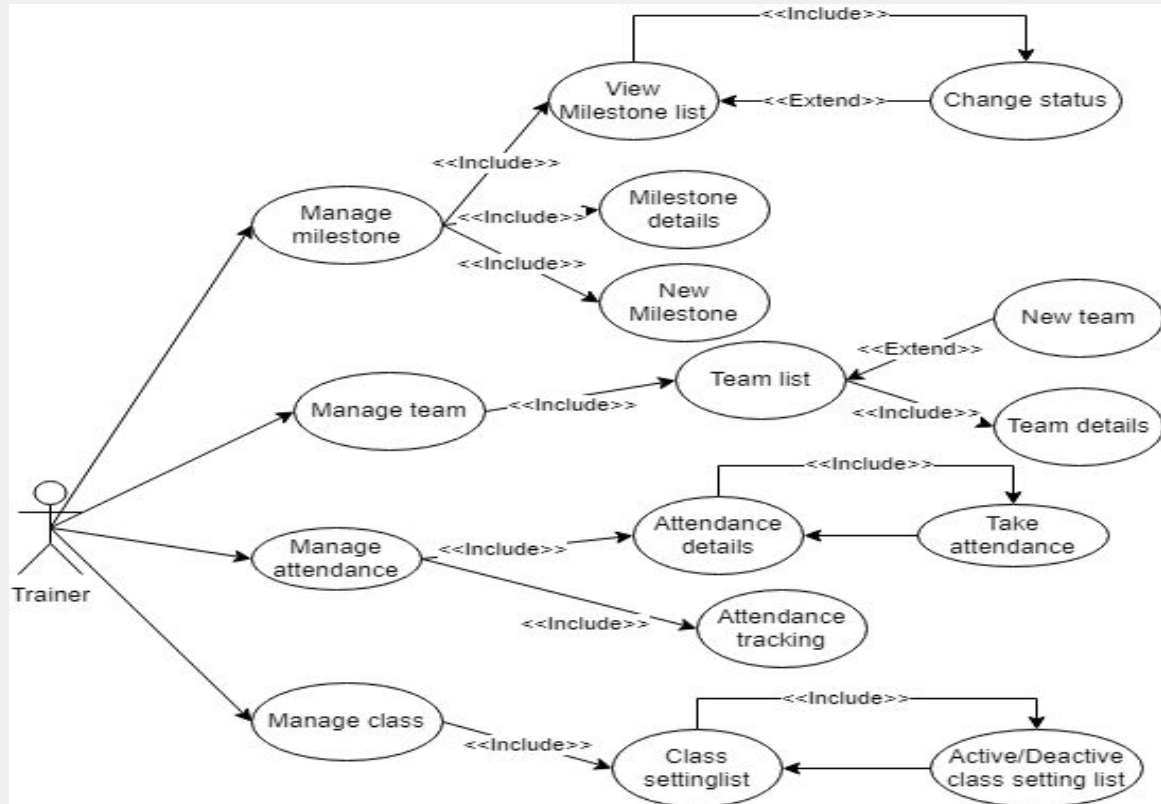 <<Include>>
View
Milestone list
<<Extend>>
Change status
<<Include>>
Manage
milestone
<<Include>>
Milestone
details
<<Include>>
New
Milestone
New team
<<Extend>>
Team list
Manage team
<<Include>>
<<Include>>
Team details
<<Include>>
Attendance
details
Take
attendance
Manage
attendance
<<Include>>
Trainer
<<Include>>
Attendance
tracking
<<Include>>
Manage class
<<Include>>
Class
settinglist
Active/Deactive
class setting list